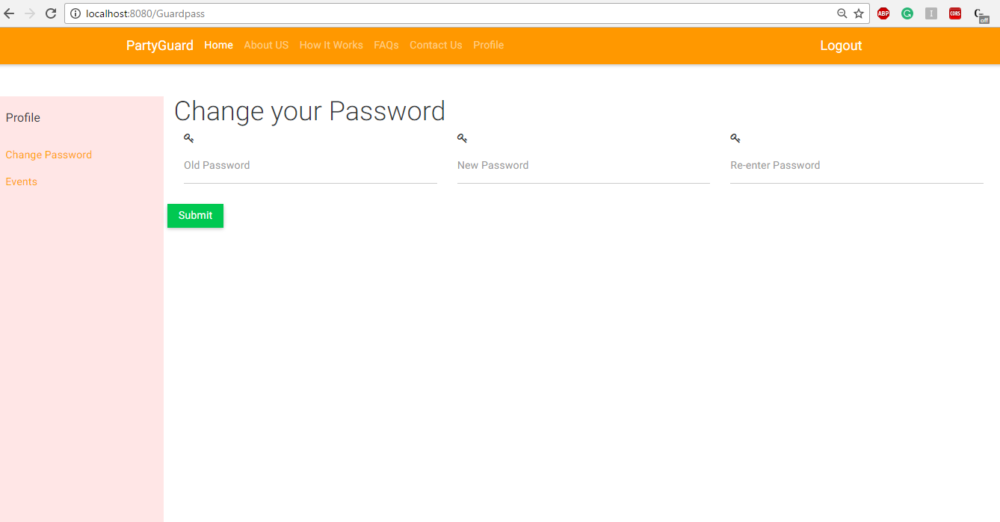 localhost:8080/Guardpass
ABP
G
I
CORS
off
PartyGuard Home About US How It Works FAQs Contact Us Profile Logout
Profile
Change Password
Events
Change your Password
Old Password New Password Re-enter Password
Submit